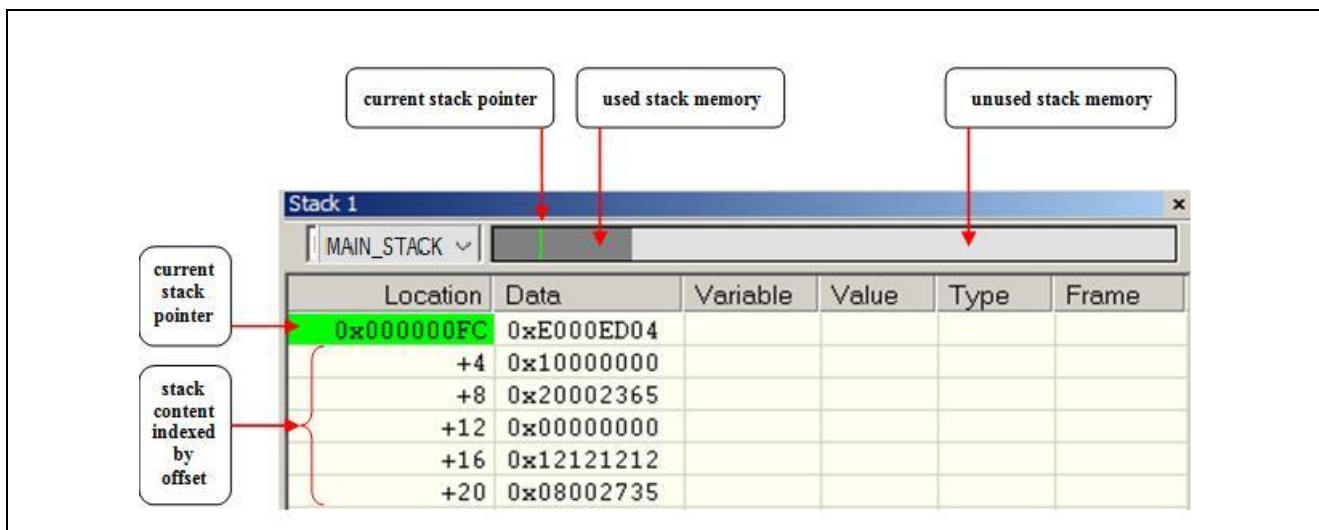 current stack pointer
used stack memory
unused stack memory
Stack 1
MAIN_STACK
current
stack
pointer
Location Data Variable Value Type Frame
0x000000FC 0xE000ED04
+4 0x10000000
+8 0x20002365
+12 0x00000000
+16 0x12121212
+20 0x08002735
stack
content
indexed
by
offset